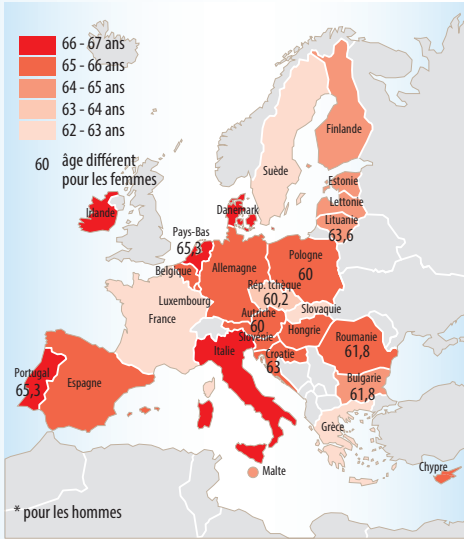 66 - 67 ans
65 - 66 ans
64 - 65 ans
63 - 64 ans
62 - 63 ans
60 âge différent
pour les femmes
Finlande
Suède
Estonie
Lettonie
Lituanie
63,6
Irlande
Danemark
Pays-Bas
65,3
Pologne
60
Belgique
Allemagne
Rép. tchèque
60,2
Luxembourg
Slovaquie
France
Autriche
60
Hongrie
Slovénie
Roumanie
61,8
Italie
Croatie
63
Portugal
65,3
Espagne
Bulgarie
61,8
Grèce
Malte
Chypre
* pour les hommes